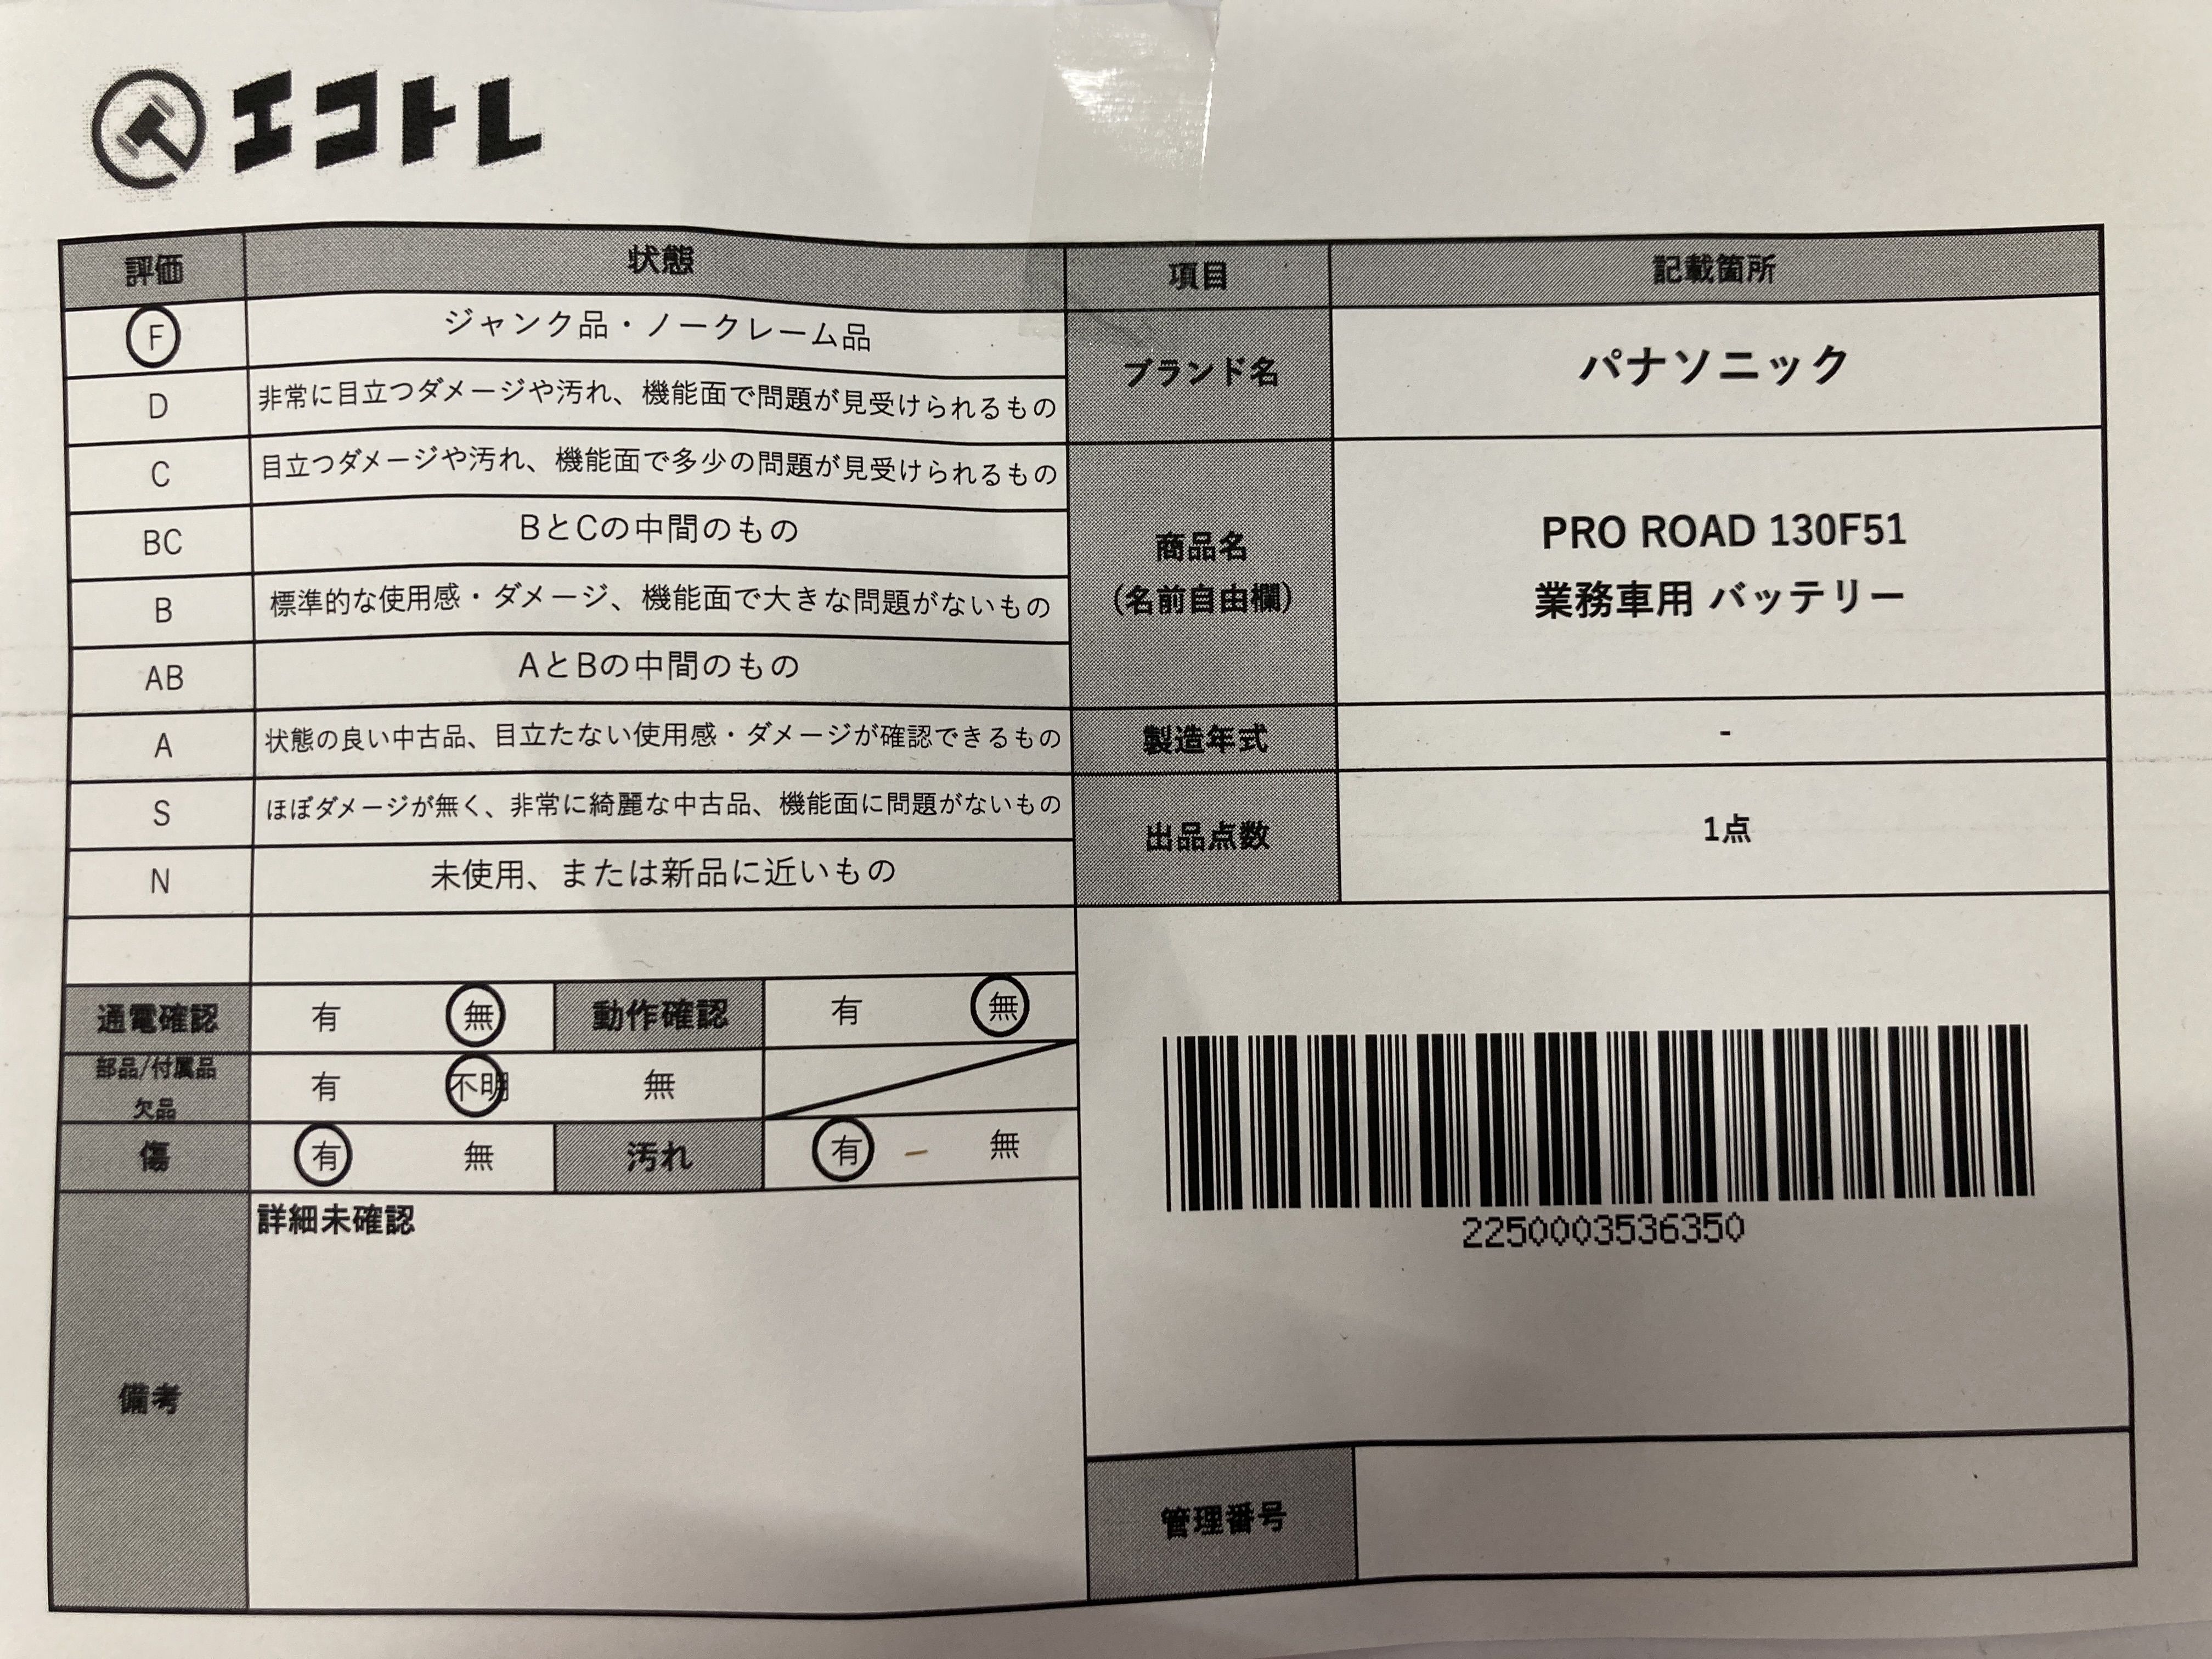 エコトレ
評価 状態 項目 記載箇所
F ジャンク品・ノークレーム品
D 非常に目立つダメージや汚れ、機能面で問題が見受けられるもの
C 目立つダメージや汚れ、機能面で多少の問題が見受けられるもの
BC BとCの中間のもの
B 標準的な使用感・ダメージ、機能面で大きな問題がないもの
AB AとBの中間のもの
A 状態の良い中古品、目立たない使用感・ダメージが確認できるもの
S ほぼダメージが無く、非常に綺麗な中古品、機能面に問題がないもの
N 未使用、または新品に近いもの
ブランド名 パナソニック
商品名
(名前自由欄)
PRO ROAD 130F51
業務車用 バッテリー
製造年式 -
出品点数 1点
通電確認 有 無 動作確認 有 無
部品/付属品
欠品
有 不明 無
傷 有 無 汚れ 有 無
備考 詳細未確認
2250003536350
管理番号